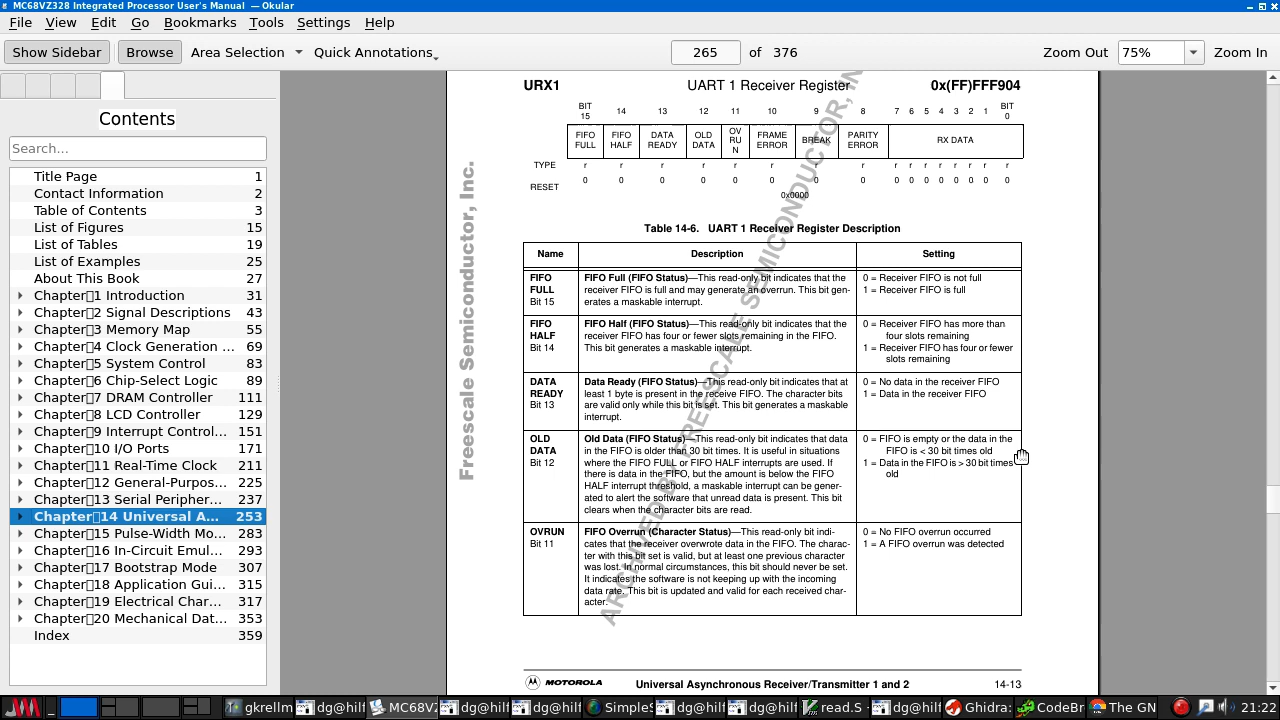 MC68VZ328 Integrated Processor User's Manual — Okular
File View Edit Go Bookmarks Tools Settings Help
Show Sidebar Browse Area Selection Quick Annotations 265 of 376 Zoom Out 75% Zoom In
Contents
Search...
Title Page 1
Contact Information 2
Table of Contents 3
List of Figures 15
List of Tables 19
List of Examples 25
About This Book 27
Chapter▯1 Introduction 31
Chapter▯2 Signal Descriptions 43
Chapter▯3 Memory Map 55
Chapter▯4 Clock Generation ... 69
Chapter▯5 System Control 83
Chapter▯6 Chip-Select Logic 89
Chapter▯7 DRAM Controller 111
Chapter▯8 LCD Controller 129
Chapter▯9 Interrupt Control... 151
Chapter▯10 I/O Ports 171
Chapter▯11 Real-Time Clock 211
Chapter▯12 General-Purpos... 225
Chapter▯13 Serial Peripher... 237
Chapter▯14 Universal A... 253
Chapter▯15 Pulse-Width Mo... 283
Chapter▯16 In-Circuit Emul... 293
Chapter▯17 Bootstrap Mode 307
Chapter▯18 Application Gui... 315
Chapter▯19 Electrical Char... 317
Chapter▯20 Mechanical Dat... 353
Index 359
Freescale Semiconductor, Inc.
ARCHIVED BY FREESCALE SEMICONDUCTOR, IN
URX1 UART 1 Receiver Register 0x(FF)FFF904
BIT 15 14 13 12 11 10 9 8 7 6 5 4 3 2 1 BIT 0
FIFO FULL FIFO HALF DATA READY OLD DATA OV RU N FRAME ERROR BREAK PARITY ERROR RX DATA
TYPE r r r r r r r r r r r r r r r r
RESET 0 0 0 0 0 0 0 0 0 0 0 0 0 0 0 0
0x0000
Table 14-6. UART 1 Receiver Register Description
Name Description Setting
FIFO FULL Bit 15
FIFO Full (FIFO Status)—This read-only bit indicates that the
receiver FIFO is full and may generate an overrun. This bit gen-
erates a maskable interrupt.
0 = Receiver FIFO is not full
1 = Receiver FIFO is full
FIFO HALF Bit 14
FIFO Half (FIFO Status)—This read-only bit indicates that the
receiver FIFO has four or fewer slots remaining in the FIFO.
This bit generates a maskable interrupt.
0 = Receiver FIFO has more than
four slots remaining
1 = Receiver FIFO has four or fewer
slots remaining
DATA READY Bit 13
Data Ready (FIFO Status)—This read-only bit indicates that at
least 1 byte is present in the receive FIFO. The character bits
are valid only while this bit is set. This bit generates a maskable
interrupt.
0 = No data in the receiver FIFO
1 = Data in the receiver FIFO
OLD DATA Bit 12
Old Data (FIFO Status)—This read-only bit indicates that data
in the FIFO is older than 30 bit times. It is useful in situations
where the FIFO FULL or FIFO HALF interrupts are used. If
there is data in the FIFO, but the amount is below the FIFO
HALF interrupt threshold, a maskable interrupt can be gener-
ated to alert the software that unread data is present. This bit
clears when the character bits are read.
0 = FIFO is empty or the data in the
FIFO is < 30 bit times old
1 = Data in the FIFO is > 30 bit times
old
OVRUN Bit 11
FIFO Overrun (Character Status)—This read-only bit indi-
cates that the receiver overwrote data in the FIFO. The charac-
ter with this bit set is valid, but at least one previous character
was lost. In normal circumstances, this bit should never be set.
It indicates the software is not keeping up with the incoming
data rate. This bit is updated and valid for each received char-
acter.
0 = No FIFO overrun occurred
1 = A FIFO overrun was detected
MOTOROLA Universal Asynchronous Receiver/Transmitter 1 and 2 14-13
gkrellm dg@hilf MC68V dg@hilf dg@hilf SimpleS dg@hilf dg@hilf read.S - dg@hilf Ghidra: CodeBr The GN 21:22